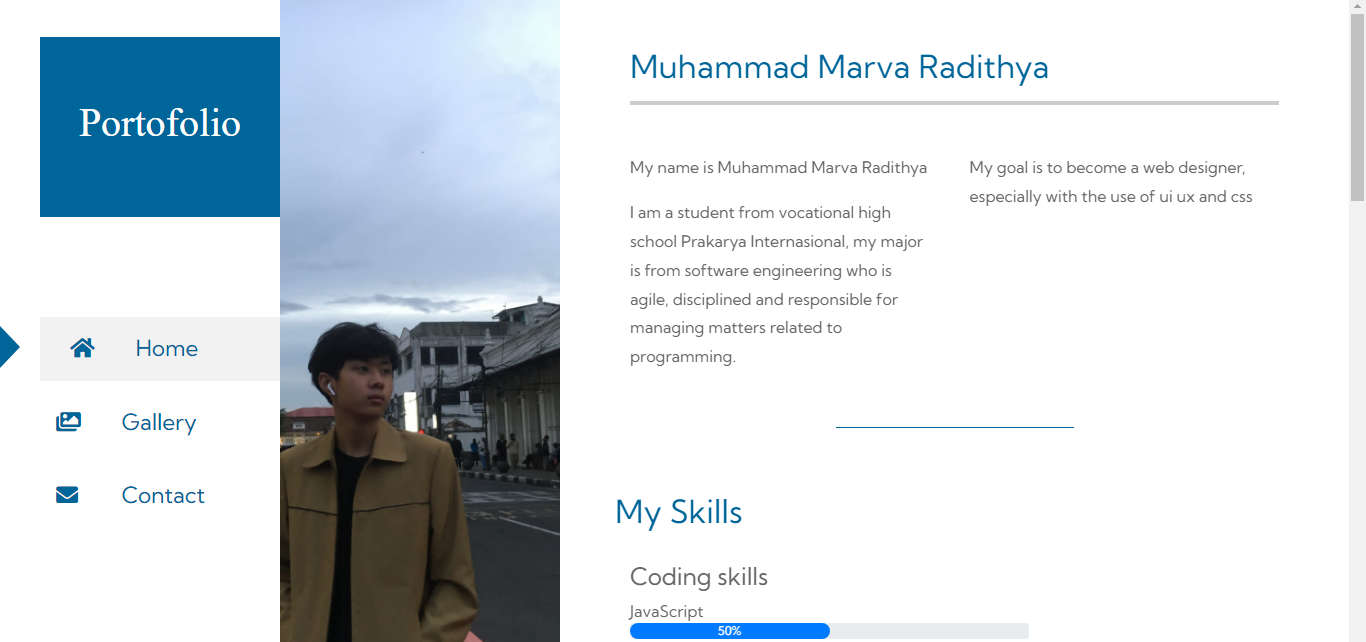 Portofolio
Home
Gallery
Contact
Muhammad Marva Radithya
My name is Muhammad Marva Radithya
I am a student from vocational high
school Prakarya Internasional, my major
is from software engineering who is
agile, disciplined and responsible for
managing matters related to
programming.
My goal is to become a web designer,
especially with the use of ui ux and css
My Skills
Coding skills
JavaScript
50%